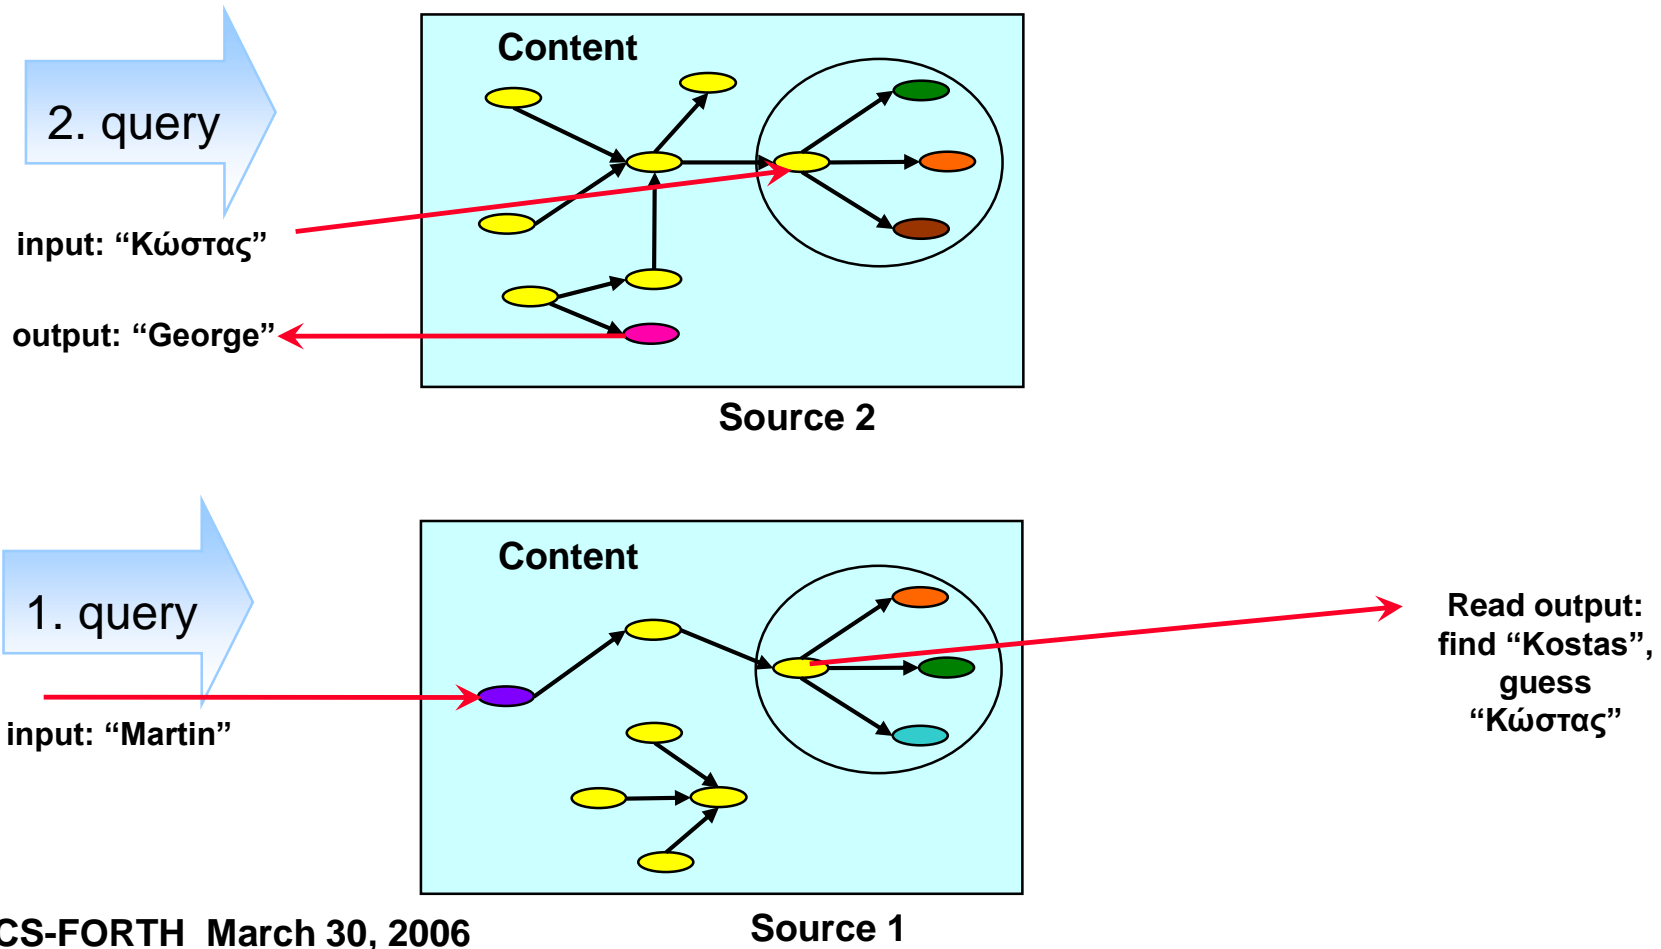 Content
2. query
input: “Κώστας”
output: “George”
Source 2
Content
1. query
input: “Martin”
Read output:
find “Kostas”,
guess
“Κώστας”
Source 1
CS-FORTH  March 30, 2006